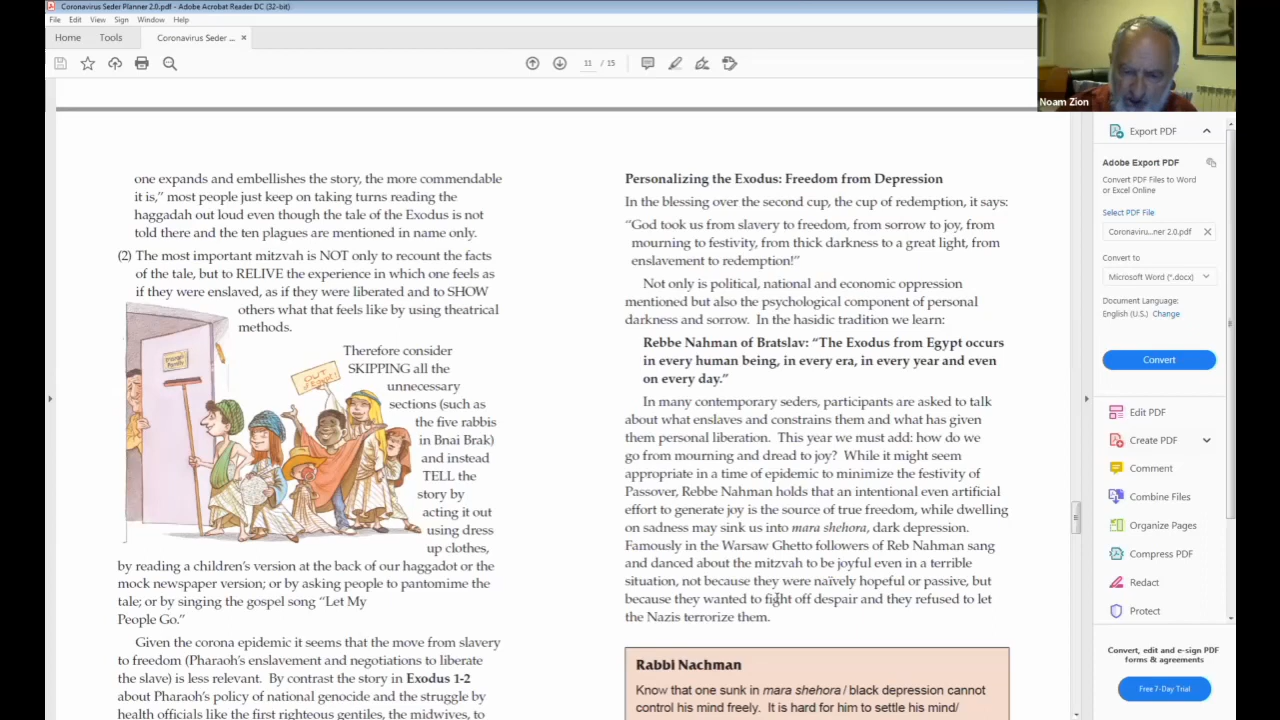 Coronavirus Seder Planner 2.0.pdf - Adobe Acrobat Reader DC (32-bit)
File Edit View Sign Window Help
Home Tools Coronavirus Seder ... ×
11 / 15
Noam Zion
one expands and embellishes the story, the more commendable
it is,” most people just keep on taking turns reading the
haggadah out loud even though the tale of the Exodus is not
told there and the ten plagues are mentioned in name only.
(2) The most important mitzvah is NOT only to recount the facts
of the tale, but to RELIVE the experience in which one feels as
if they were enslaved, as if they were liberated and to SHOW
others what that feels like by using theatrical
methods.
Therefore consider
SKIPPING all the
unnecessary
sections (such as
the five rabbis
in Bnai Brak)
and instead
TELL the
story by
acting it out
using dress
up clothes,
by reading a children’s version at the back of our haggadot or the
mock newspaper version; or by asking people to pantomime the
tale; or by singing the gospel song “Let My
People Go.”
Given the corona epidemic it seems that the move from slavery
to freedom (Pharaoh’s enslavement and negotiations to liberate
the slave) is less relevant. By contrast the story in Exodus 1-2
about Pharaoh’s policy of national genocide and the struggle by
health officials like the first righteous gentiles, the midwives, to
Personalizing the Exodus: Freedom from Depression
In the blessing over the second cup, the cup of redemption, it says:
“God took us from slavery to freedom, from sorrow to joy, from
mourning to festivity, from thick darkness to a great light, from
enslavement to redemption!”
Not only is political, national and economic oppression
mentioned but also the psychological component of personal
darkness and sorrow. In the hasidic tradition we learn:
Rebbe Nahman of Bratslav: “The Exodus from Egypt occurs
in every human being, in every era, in every year and even
on every day.”
In many contemporary seders, participants are asked to talk
about what enslaves and constrains them and what has given
them personal liberation. This year we must add: how do we
go from mourning and dread to joy? While it might seem
appropriate in a time of epidemic to minimize the festivity of
Passover, Rebbe Nahman holds that an intentional even artificial
effort to generate joy is the source of true freedom, while dwelling
on sadness may sink us into mara shehora, dark depression.
Famously in the Warsaw Ghetto followers of Reb Nahman sang
and danced about the mitzvah to be joyful even in a terrible
situation, not because they were naïvely hopeful or passive, but
because they wanted to fight off despair and they refused to let
the Nazis terrorize them.
Rabbi Nachman
Know that one sunk in mara shehora / black depression cannot
control his mind freely. It is hard for him to settle his mind/
Export PDF
Adobe Export PDF
Convert PDF Files to Word
or Excel Online
Select PDF File
Coronaviru...ner 2.0.pdf ×
Convert to
Microsoft Word (*.docx)
Document Language:
English (U.S.) Change
Convert
Edit PDF
Create PDF
Comment
Combine Files
Organize Pages
Compress PDF
Redact
Protect
Convert, edit and e-sign PDF
forms & agreements
Free 7-Day Trial